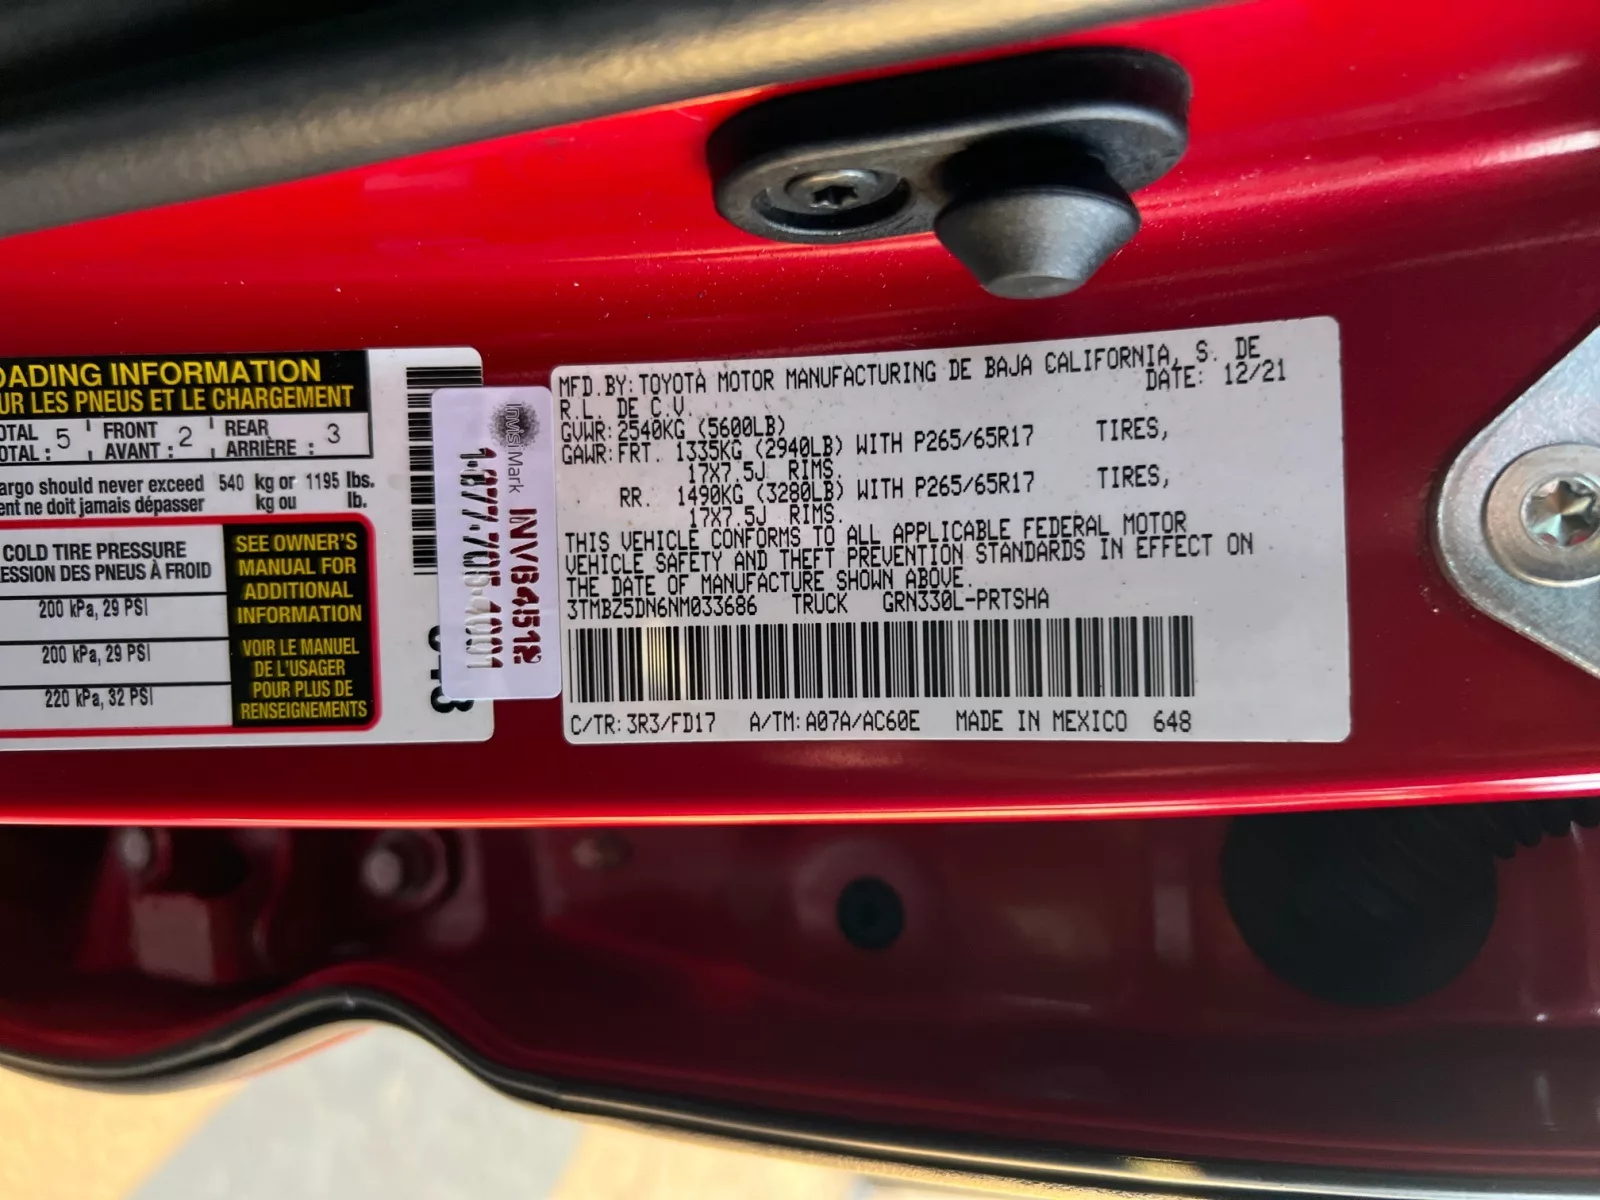 OADING INFORMATION
UR LES PNEUS ET LE CHARGEMENT
OTAL 5 FRONT 2 REAR 3
OTAL: AVANT: ARRIÈRE :
argo should never exceed 540 kg or 1195 lbs.
ent ne doit jamais dépasser kg ou lb.
COLD TIRE PRESSURE
ESSION DES PNEUS À FROID
200 kPa, 29 PSI
200 kPa, 29 PSI
220 kPa, 32 PSI
SEE OWNER'S
MANUAL FOR
ADDITIONAL
INFORMATION
VOIR LE MANUEL
DE L'USAGER
POUR PLUS DE
RENSEIGNEMENTS
Mark
INV64512
MFD.BY:TOYOTA MOTOR MANUFACTURING DE BAJA CALIFORNIA, S. DE
R.L. DE C.V. DATE: 12/21
GVWR:2540KG (5600LB)
GAWR:FRT. 1335KG (2940LB) WITH P265/65R17 TIRES,
17X7.5J RIMS.
RR. 1490KG (3280LB) WITH P265/65R17 TIRES,
17X7.5J RIMS.
THIS VEHICLE CONFORMS TO ALL APPLICABLE FEDERAL MOTOR
VEHICLE SAFETY AND THEFT PREVENTION STANDARDS IN EFFECT ON
THE DATE OF MANUFACTURE SHOWN ABOVE.
3TMBZ5DN6NM033686 TRUCK GRN330L-PRTSHA
C/TR:3R3/FD17 A/TM:A07A/AC60E MADE IN MEXICO 648